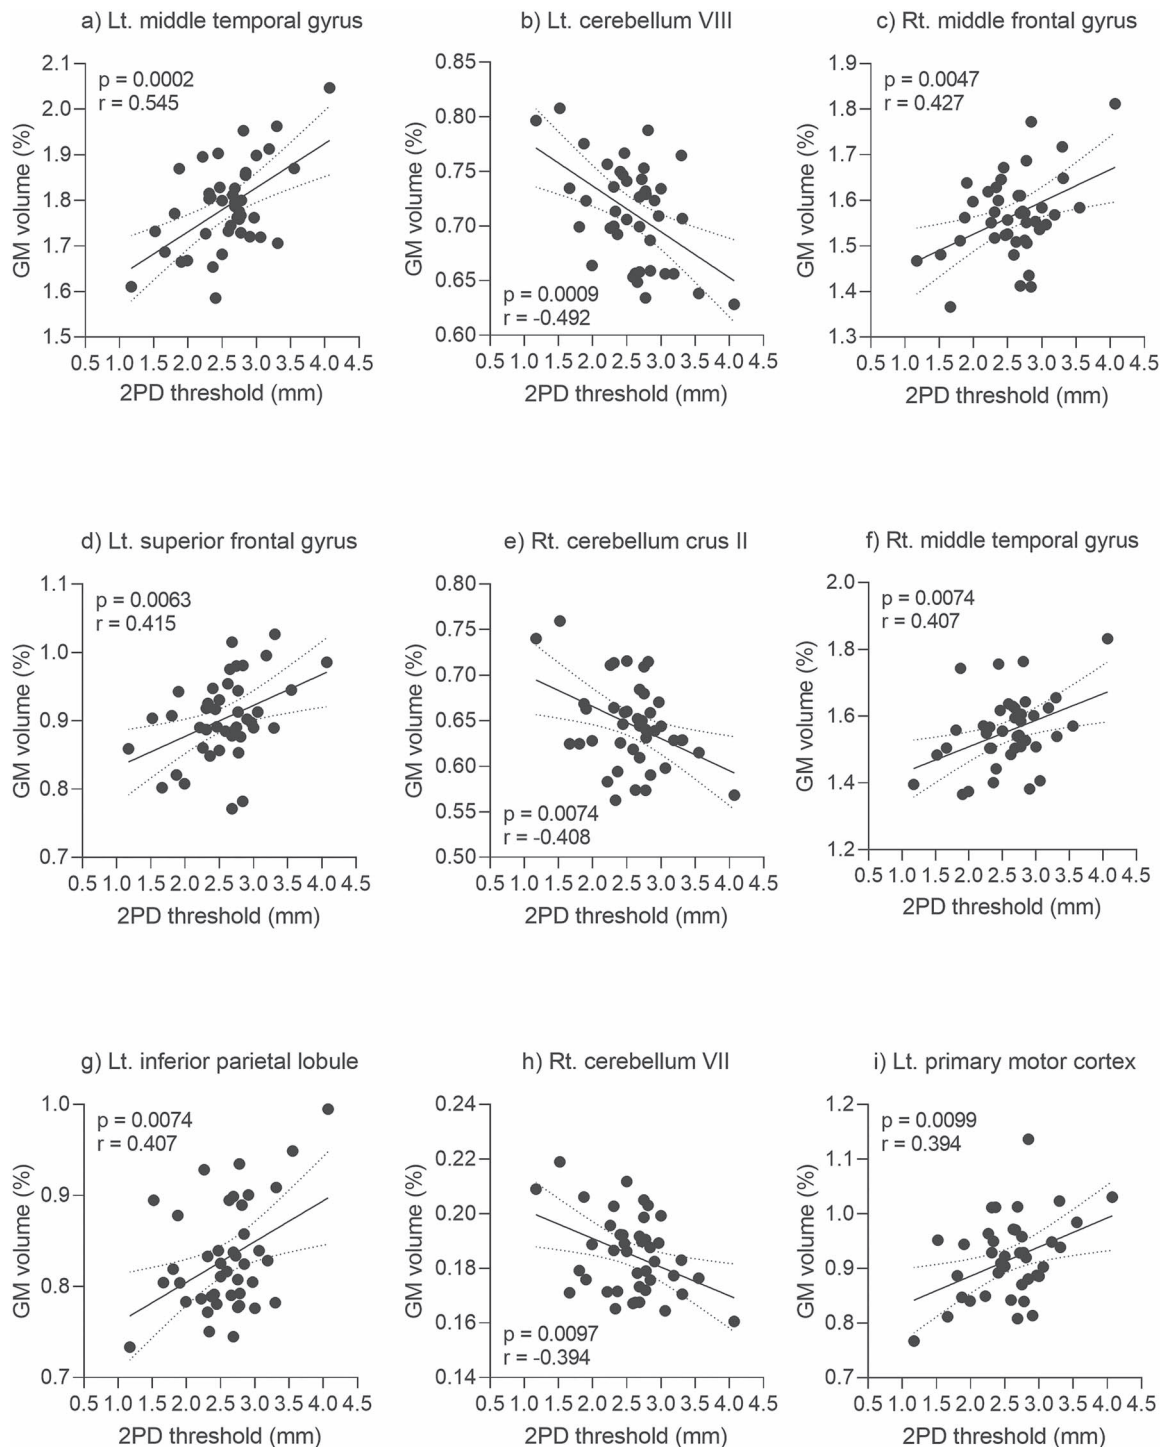 a) Lt. middle temporal gyrus
p = 0.0002
r = 0.545
GM volume (%)
2.1
2.0
1.9
1.8
1.7
1.6
1.5
0.5 1.0 1.5 2.0 2.5 3.0 3.5 4.0 4.5
2PD threshold (mm)
b) Lt. cerebellum VIII
GM volume (%)
0.85
0.80
0.75
0.70
0.65
0.60
p = 0.0009
r = -0.492
0.5 1.0 1.5 2.0 2.5 3.0 3.5 4.0 4.5
2PD threshold (mm)
c) Rt. middle frontal gyrus
p = 0.0047
r = 0.427
GM volume (%)
1.9
1.8
1.7
1.6
1.5
1.4
1.3
0.5 1.0 1.5 2.0 2.5 3.0 3.5 4.0 4.5
2PD threshold (mm)
d) Lt. superior frontal gyrus
p = 0.0063
r = 0.415
GM volume (%)
1.1
1.0
0.9
0.8
0.7
0.5 1.0 1.5 2.0 2.5 3.0 3.5 4.0 4.5
2PD threshold (mm)
e) Rt. cerebellum crus II
GM volume (%)
0.80
0.75
0.70
0.65
0.60
0.55
0.50
p = 0.0074
r = -0.408
0.5 1.0 1.5 2.0 2.5 3.0 3.5 4.0 4.5
2PD threshold (mm)
f) Rt. middle temporal gyrus
p = 0.0074
r = 0.407
GM volume (%)
2.0
1.8
1.6
1.4
1.2
0.5 1.0 1.5 2.0 2.5 3.0 3.5 4.0 4.5
2PD threshold (mm)
g) Lt. inferior parietal lobule
p = 0.0074
r = 0.407
GM volume (%)
1.0
0.9
0.8
0.7
0.5 1.0 1.5 2.0 2.5 3.0 3.5 4.0 4.5
2PD threshold (mm)
h) Rt. cerebellum VII
GM volume (%)
0.24
0.22
0.20
0.18
0.16
0.14
p = 0.0097
r = -0.394
0.5 1.0 1.5 2.0 2.5 3.0 3.5 4.0 4.5
2PD threshold (mm)
i) Lt. primary motor cortex
p = 0.0099
r = 0.394
GM volume (%)
1.2
1.1
1.0
0.9
0.8
0.7
0.5 1.0 1.5 2.0 2.5 3.0 3.5 4.0 4.5
2PD threshold (mm)